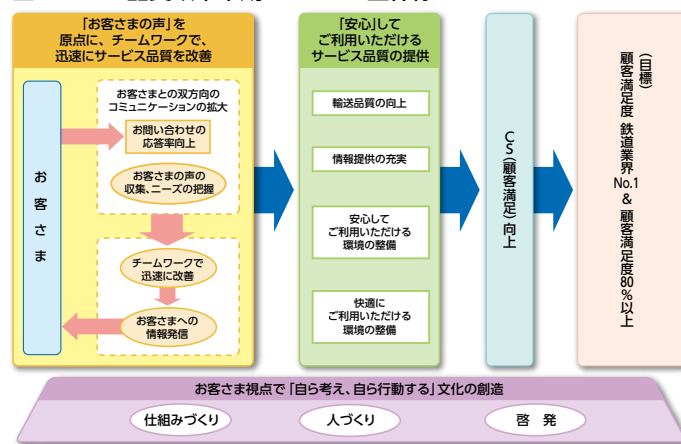 「お客さまの声」を
原点に、チームワークで、
迅速にサービス品質を改善
お客さまとの双方向の
コミュニケーションの拡大
お問い合わせの
応答率向上
お客さまの声の
収集、ニーズの把握
チームワークで
迅速に改善
お客さまへの
情報発信
お客さま
「安心」して
ご利用いただける
サービス品質の提供
輸送品質の向上
情報提供の充実
安心して
ご利用いただける
環境の整備
快適に
ご利用いただける
環境の整備
CS(顧客満足)向上
(目標)
顧客満足度 鉄道業界 No.1 & 顧客満足度80%以上
お客さま視点で「自ら考え、自ら行動する」文化の創造
仕組みづくり
人づくり
啓 発